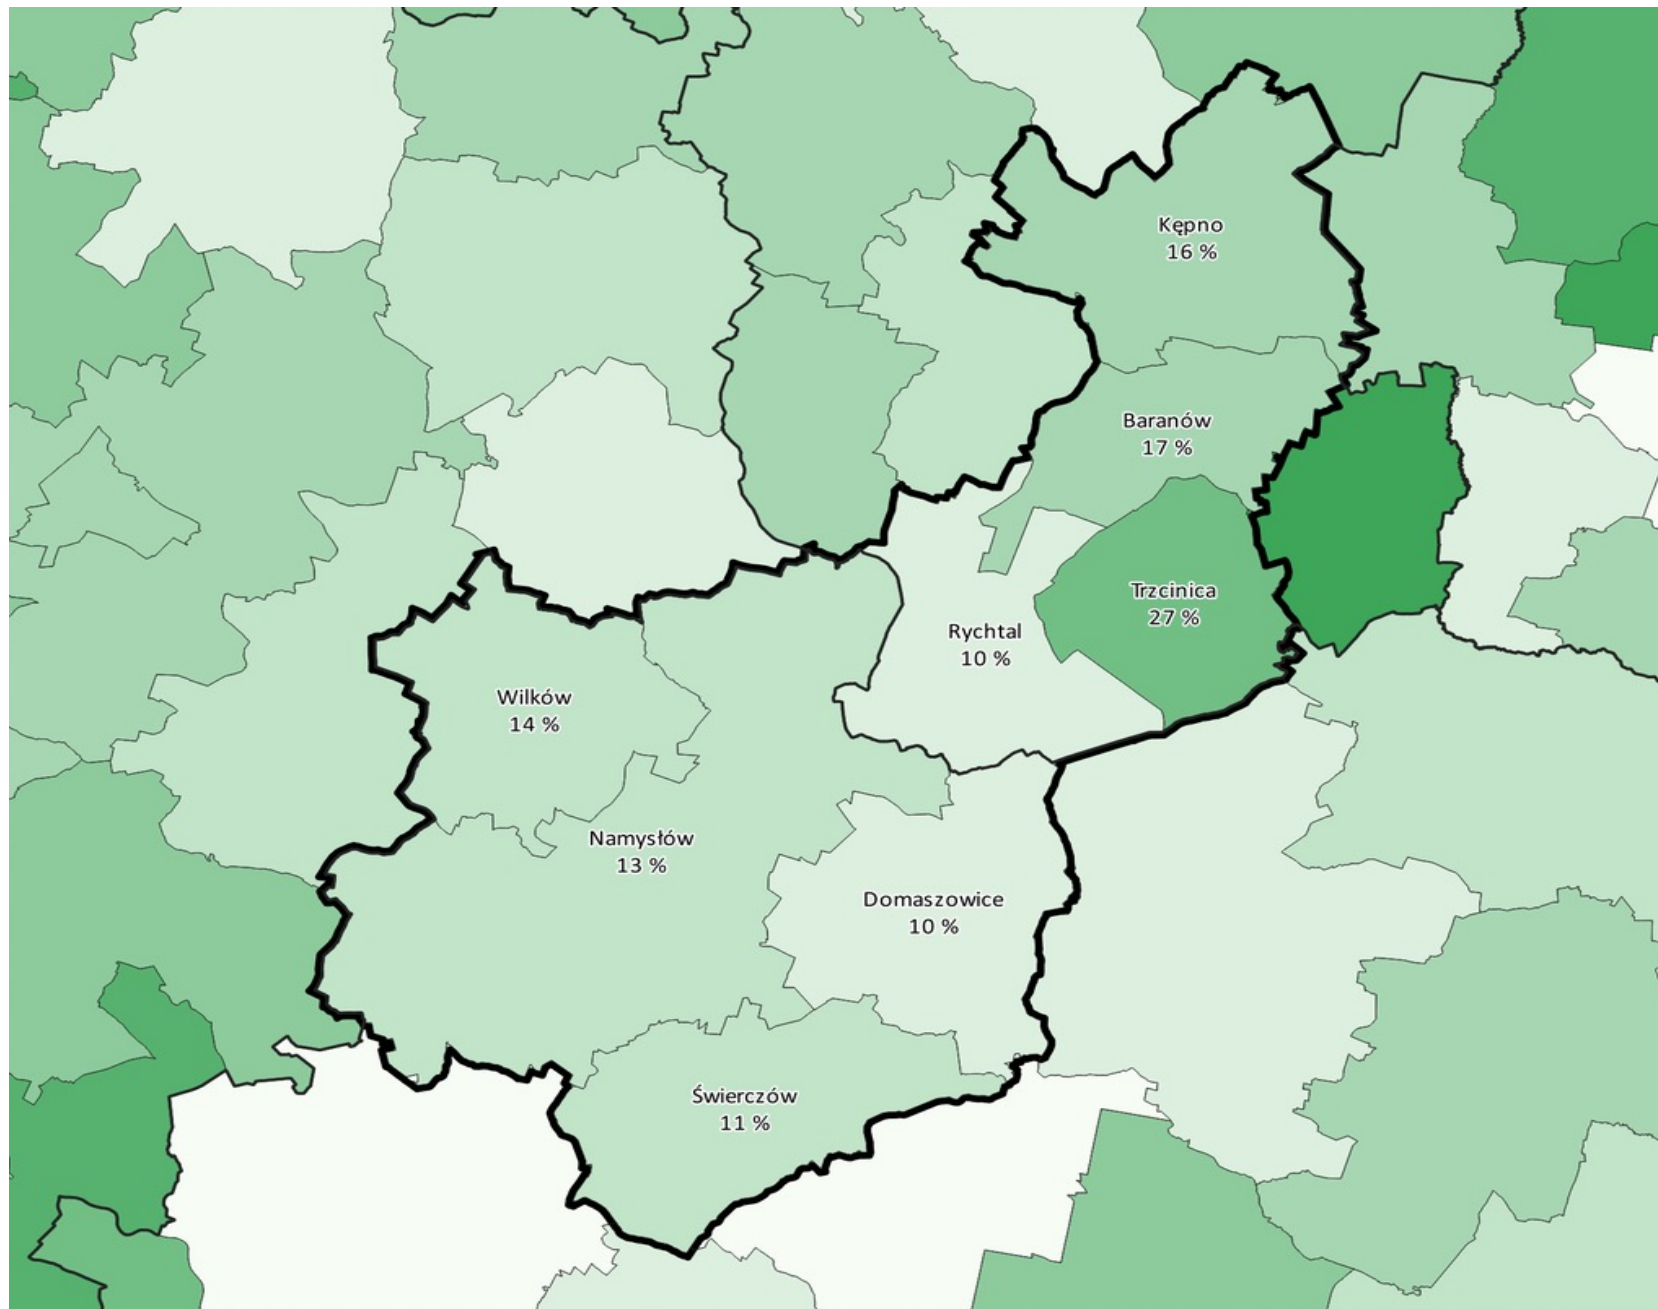 Kępno
16 %
Baranów
17 %
Trzcinica
27 %
Rychtal
10 %
Wilków
14 %
Namysłów
13 %
Domaszowice
10 %
Świerczów
11 %